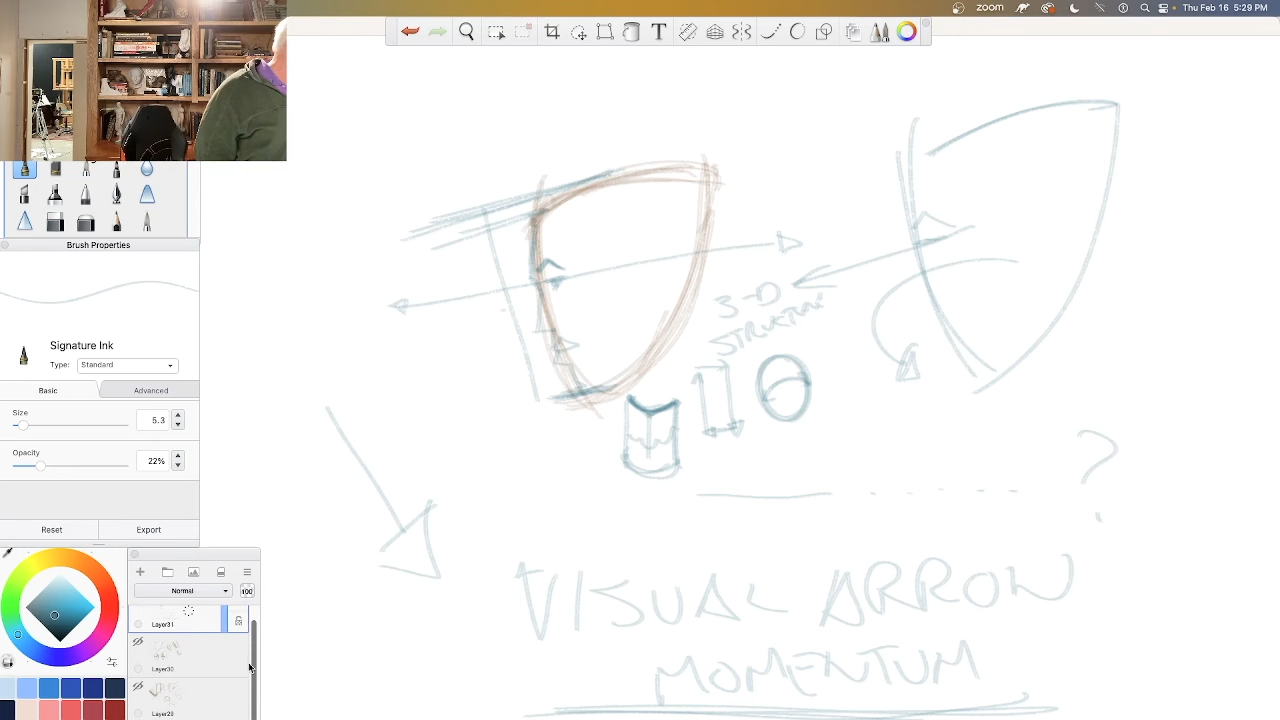 zoom
Thu Feb 16 5:29 PM
T
Brush Properties
Signature Ink
Type: Standard
Basic Advanced
Size
5.3
Opacity
22%
Reset Export
Normal 100
Layer31
Layer30
Layer29
3-D
STRUCTURE
?
VISUAL ARROW
MOMENTUM